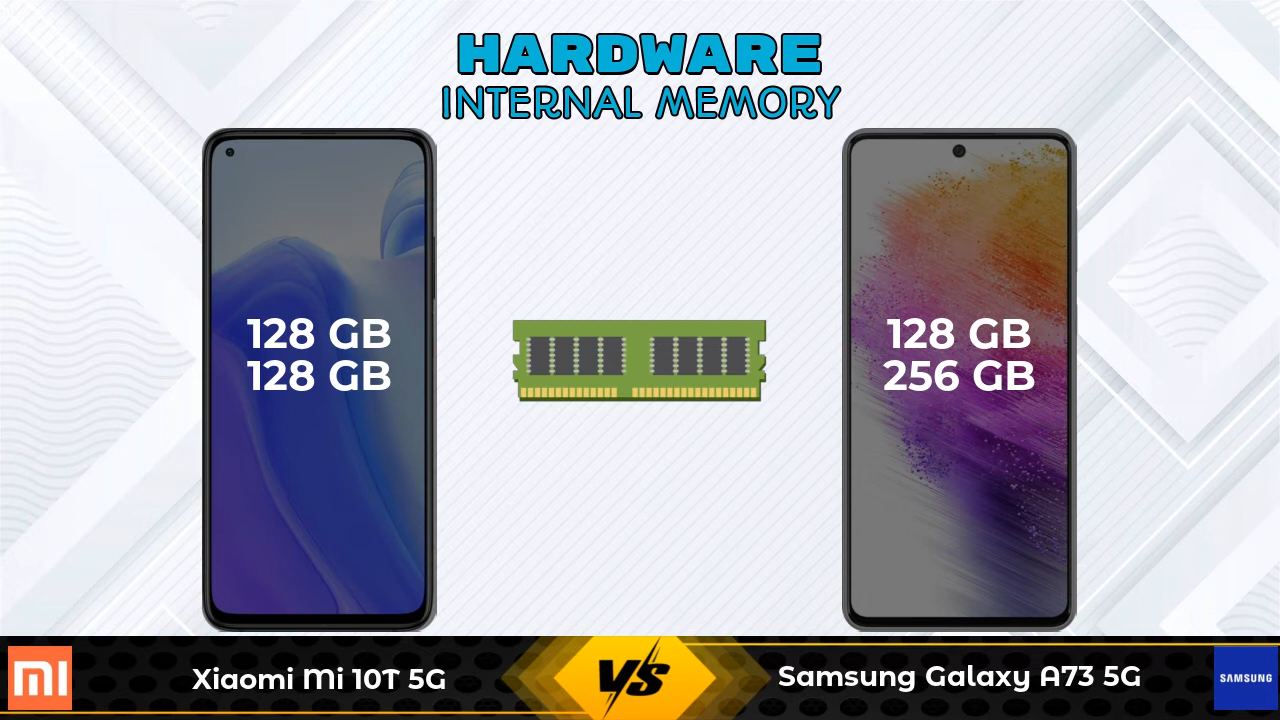 HARDWARE
INTERNAL MEMORY
128 GB
128 GB
128 GB
256 GB
Xiaomi Mi 10T 5G
VS
Samsung Galaxy A73 5G
MI
SAMSUNG